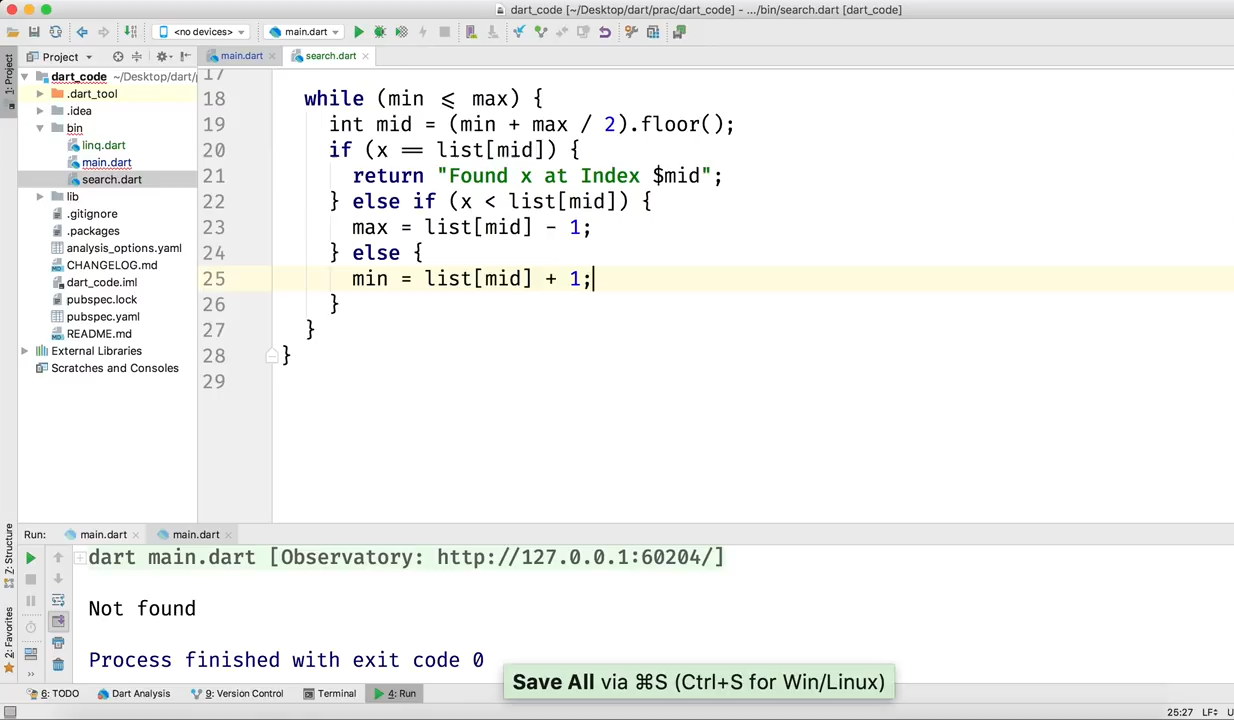 dart_code [~/Desktop/dart/prac/dart_code] - .../bin/search.dart [dart_code]
<no devices>
main.dart
1: Project
Project
main.dart
search.dart
dart_code ~/Desktop/dart/
.dart_tool
.idea
bin
linq.dart
main.dart
search.dart
lib
.gitignore
.packages
analysis_options.yaml
CHANGELOG.md
dart_code.iml
pubspec.lock
pubspec.yaml
README.md
External Libraries
Scratches and Consoles
17
18 while (min <= max) {
19 int mid = (min + max / 2).floor();
20 if (x == list[mid]) {
21 return "Found x at Index $mid";
22 } else if (x < list[mid]) {
23 max = list[mid] - 1;
24 } else {
25 min = list[mid] + 1;
26 }
27 }
28 }
29
Z: Structure
2: Favorites
Run: main.dart main.dart
dart main.dart [Observatory: http://127.0.0.1:60204/]
Not found
Process finished with exit code 0
Save All via ⌘S (Ctrl+S for Win/Linux)
6: TODO Dart Analysis 9: Version Control Terminal 4: Run
25:27 LF U